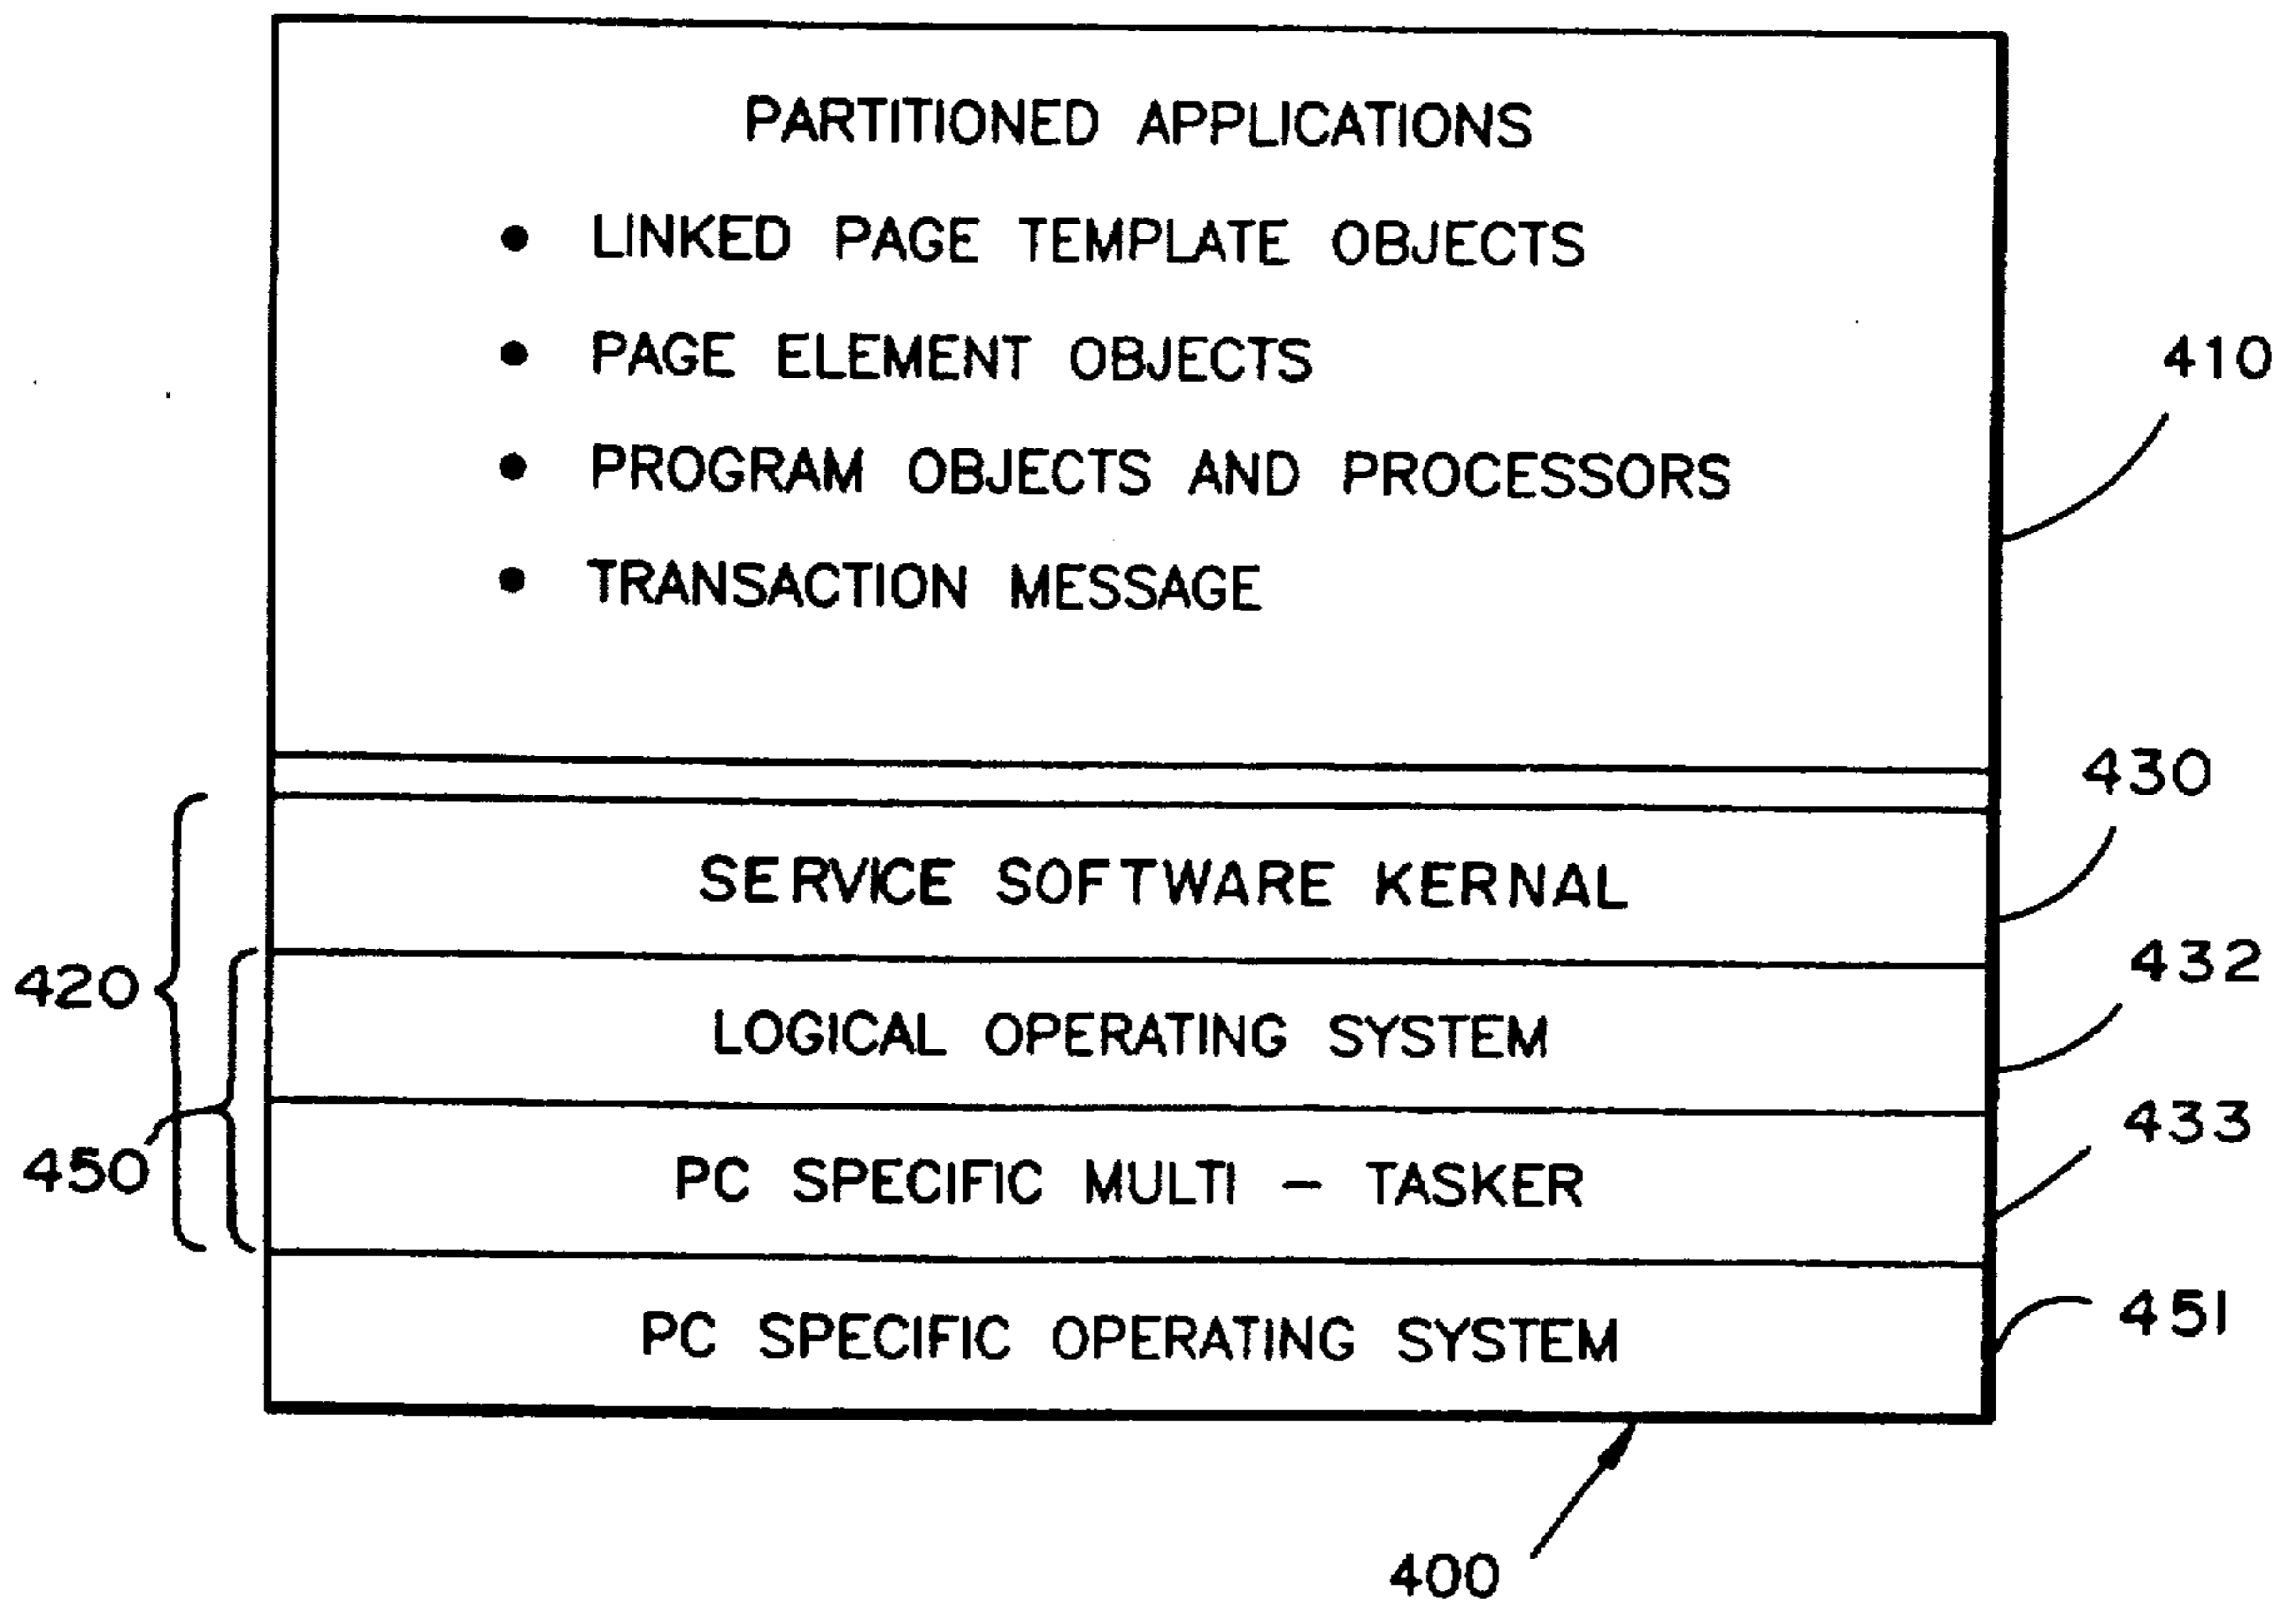 PARTITIONED APPLICATIONS
• LINKED PAGE TEMPLATE OBJECTS
• PAGE ELEMENT OBJECTS
• PROGRAM OBJECTS AND PROCESSORS
• TRANSACTION MESSAGE
410
430
SERVICE SOFTWARE KERNAL
420
432
LOGICAL OPERATING SYSTEM
433
450
PC SPECIFIC MULTI - TASKER
451
PC SPECIFIC OPERATING SYSTEM
400